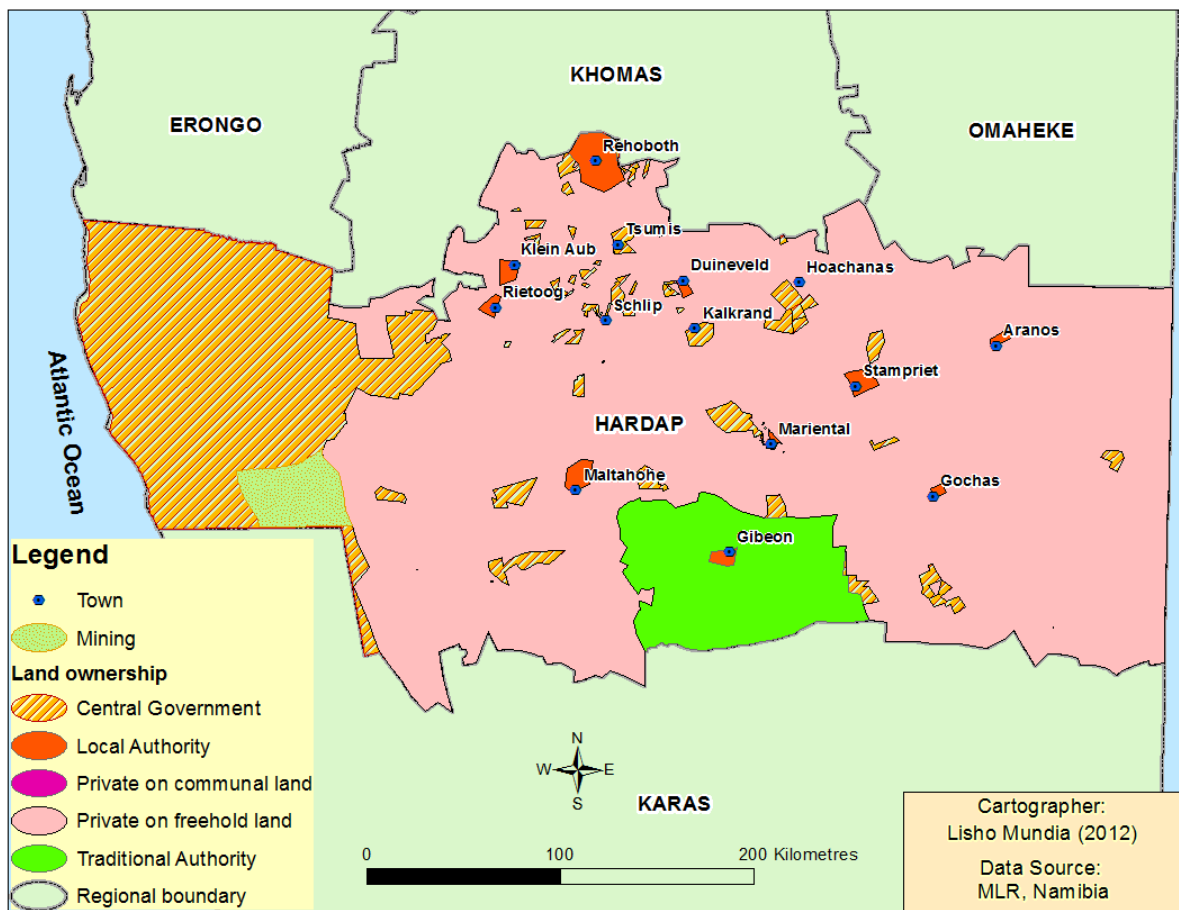 KHOMAS
ERONGO
OMAHEKE
Rehoboth
Tsumis
Klein Aub
Duineveld
Hoachanas
Rietoog
Schlip
Kalkrand
Aranos
Stampriet
Atlantic Ocean
HARDAP
Mariental
Maltahohe
Gochas
Gibeon
Legend
Town
Mining
Land ownership
Central Government
Local Authority
Private on communal land
Private on freehold land
Traditional Authority
Regional boundary
N
W
E
S
KARAS
0
100
200 Kilometres
Cartographer:
Lisho Mundia (2012)
Data Source:
MLR, Namibia